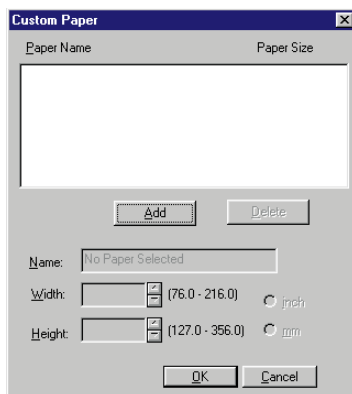 Custom Paper
Paper Name Paper Size
Add Delete
Name: No Paper Selected
Width: (76.0 - 216.0) inch
Height: (127.0 - 356.0) mm
OK Cancel